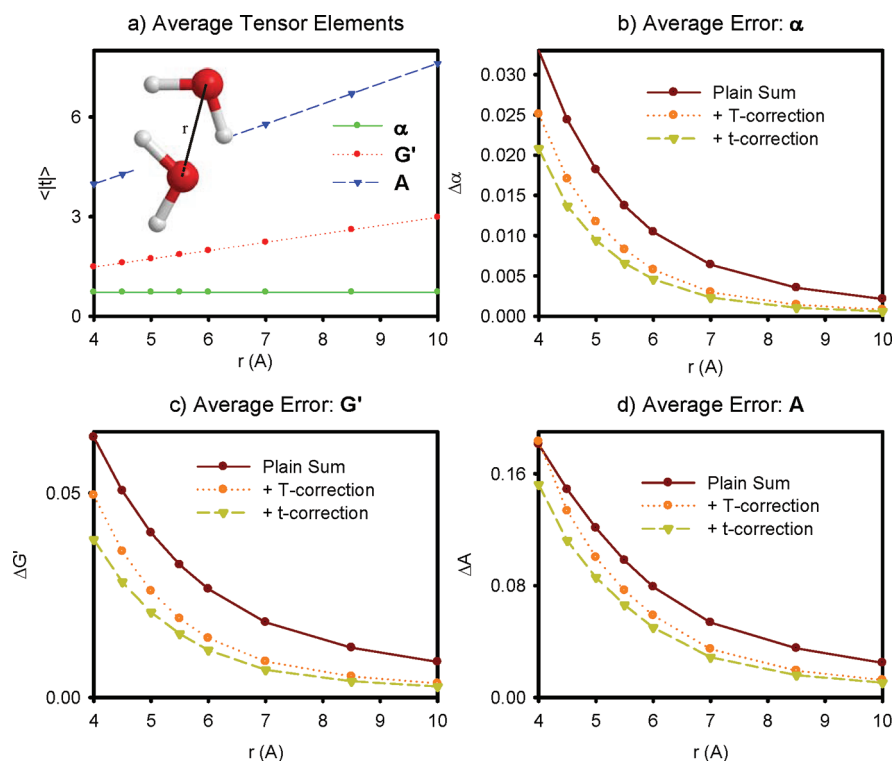 a) Average Tensor Elements
<|t|>
6
3
0
r
α
G'
A
4 5 6 7 8 9 10
r (A)
b) Average Error: α
Δα
0.030
0.025
0.020
0.015
0.010
0.005
0.000
Plain Sum
+ T-correction
+ t-correction
4 5 6 7 8 9 10
r (A)
c) Average Error: G'
ΔG'
0.05
0.00
Plain Sum
+ T-correction
+ t-correction
4 5 6 7 8 9 10
r (A)
d) Average Error: A
ΔA
0.16
0.08
0.00
Plain Sum
+ T-correction
+ t-correction
4 5 6 7 8 9 10
r (A)